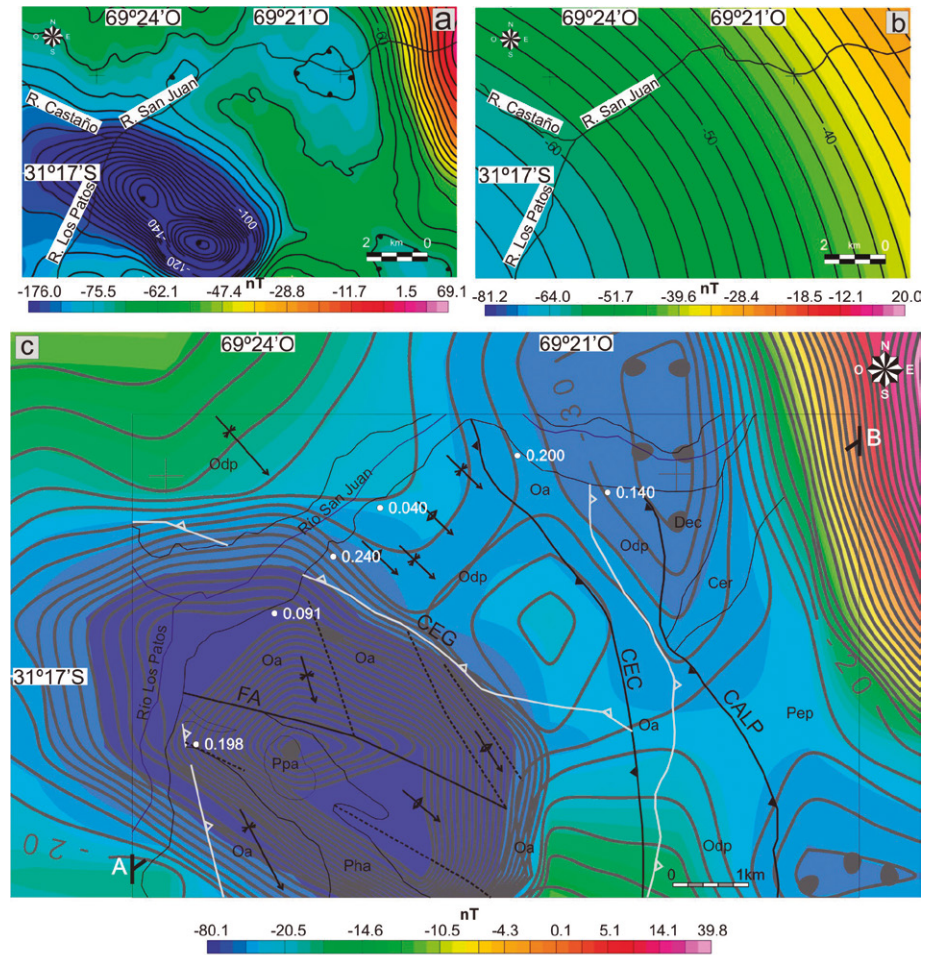 69º24'O
69º21'O
a
N
O
E
S
-60
R. San Juan
R. Castaño
31º17'S
R. Los Patos
-100
-140
-120
2 km 0
nT
-176.0 -75.5 -62.1 -47.4 -28.8 -11.7 1.5 69.1
69º24'O
69º21'O
b
N
O
E
S
R. San Juan
R. Castaño
-60
-50
-40
31º17'S
R. Los Patos
2 km 0
nT
-81.2 -64.0 -51.7 -39.6 -28.4 -18.5 -12.1 20.0
c
69º24'O
69º21'O
N
O
E
S
-30
B
0.200
Odp
Oa
Río San Juan
0.040
0.140
Dec
Odp
0.240
Odp
Cer
0.091
CEG
Oa
Oa
31º17'S
Río Los Patos
CEC
-20
FA
CALP
Oa
Pep
0.198
Ppa
-20
A
Oa
Pha
Oa
Odp
0 1km
nT
-80.1 -20.5 -14.6 -10.5 -4.3 0.1 5.1 14.1 39.8